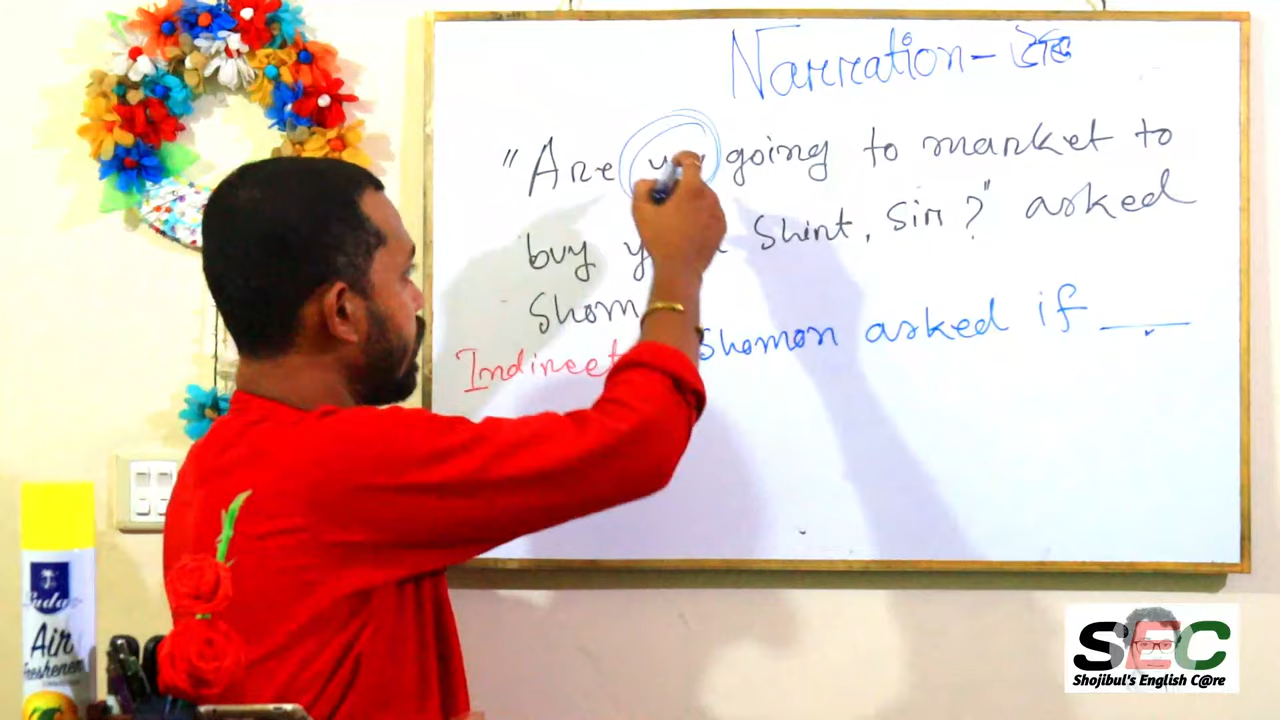 Narration -
"Are going to market to
buy shirt, Sir?" asked
Shom
Indirect Shomon asked if
Air
Freshener
SEC
Shojibul's English C@re